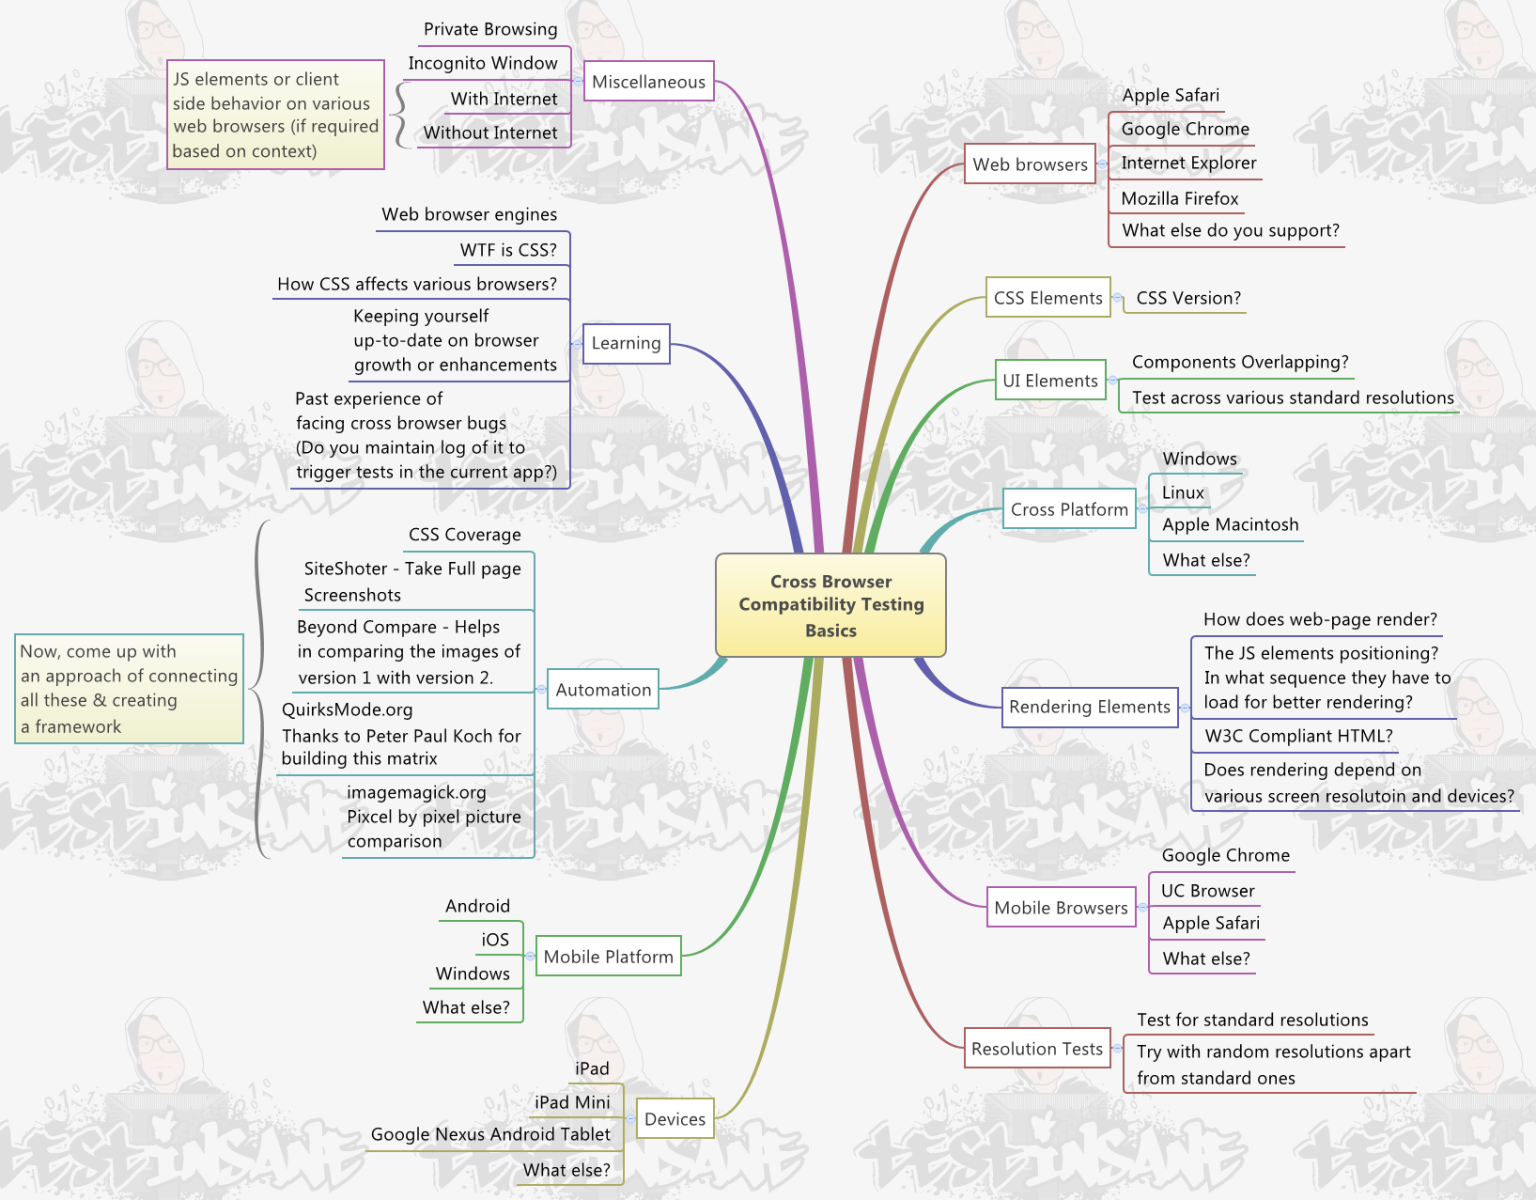 Cross Browser
Compatibility Testing
Basics
Web browsers
Apple Safari
Google Chrome
Internet Explorer
Mozilla Firefox
What else do you support?
CSS Elements
CSS Version?
UI Elements
Components Overlapping?
Test across various standard resolutions
Cross Platform
Windows
Linux
Apple Macintosh
What else?
Rendering Elements
How does web-page render?
The JS elements positioning?
In what sequence they have to
load for better rendering?
W3C Compliant HTML?
Does rendering depend on
various screen resolutoin and devices?
Mobile Browsers
Google Chrome
UC Browser
Apple Safari
What else?
Resolution Tests
Test for standard resolutions
Try with random resolutions apart
from standard ones
Miscellaneous
Private Browsing
Incognito Window
With Internet
Without Internet
JS elements or client
side behavior on various
web browsers (if required
based on context)
Learning
Web browser engines
WTF is CSS?
How CSS affects various browsers?
Keeping yourself
up-to-date on browser
growth or enhancements
Past experience of
facing cross browser bugs
(Do you maintain log of it to
trigger tests in the current app?)
Automation
CSS Coverage
SiteShoter - Take Full page
Screenshots
Beyond Compare - Helps
in comparing the images of
version 1 with version 2.
QuirksMode.org
Thanks to Peter Paul Koch for
building this matrix
imagemagick.org
Pixcel by pixel picture
comparison
Now, come up with
an approach of connecting
all these & creating
a framework
Mobile Platform
Android
iOS
Windows
What else?
Devices
iPad
iPad Mini
Google Nexus Android Tablet
What else?
TESTINSANE